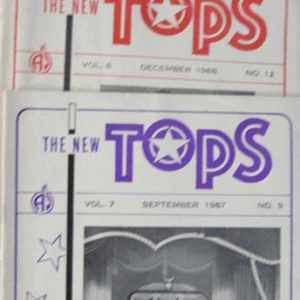 THE NEW TOPS
VOL. 6 DECEMBER 1966 NO. 12
THE NEW TOPS
VOL. 7 SEPTEMBER 1967 NO. 9